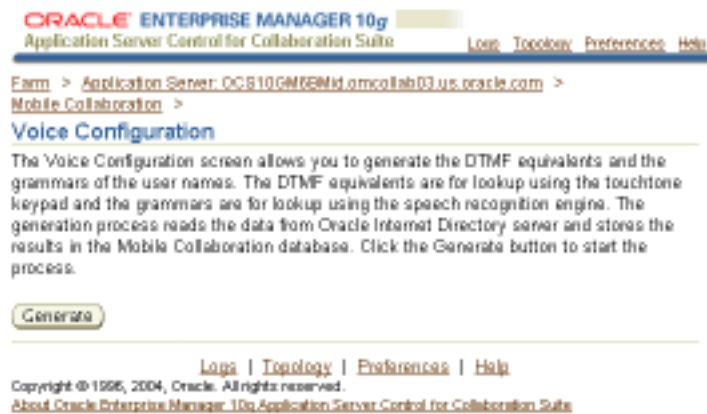 ORACLE ENTERPRISE MANAGER 10g
Application Server Control for Collaboration Suite
Logs Topology Preferences Help
Farm > Application Server: .us.oracle.com >
Mobile Collaboration >
Voice Configuration
The Voice Configuration screen allows you to generate the DTMF equivalents and the
grammars of the user names. The DTMF equivalents are for lookup using the touchtone
keypad and the grammars are for lookup using the speech recognition engine. The
generation process reads the data from Oracle Internet Directory server and stores the
results in the Mobile Collaboration database. Click the Generate button to start the
process.
Generate
Logs | Topology | Preferences | Help
Copyright © 1996, 2004, Oracle. All rights reserved.
About Oracle Enterprise Manager 10g Application Server Control for Collaboration Suite